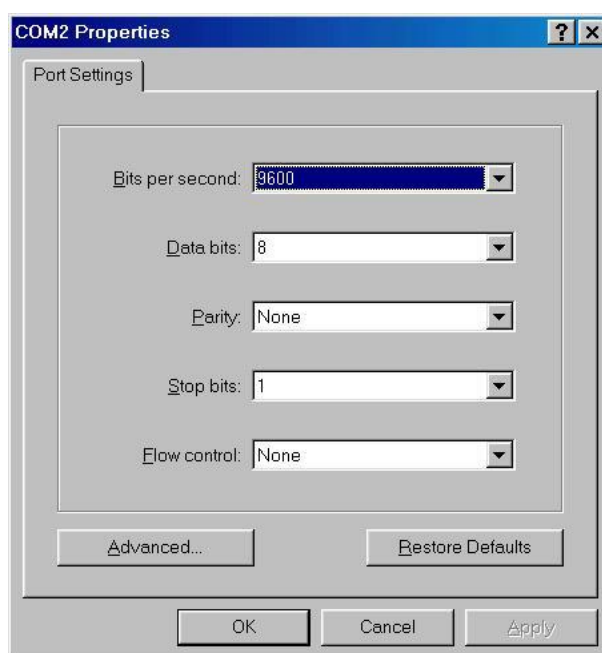 COM2 Properties
Port Settings
Bits per second: 9600
Data bits: 8
Parity: None
Stop bits: 1
Flow control: None
Advanced... Restore Defaults
OK Cancel Apply